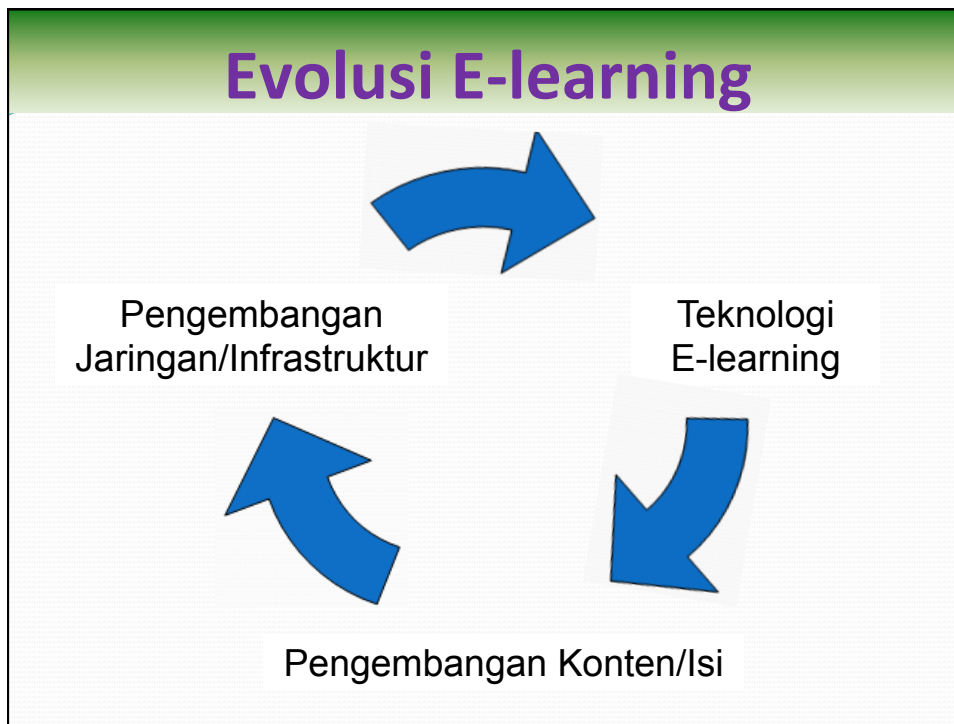 Evolusi E-learning
Pengembangan
Jaringan/Infrastruktur
Teknologi
E-learning
Pengembangan Konten/Isi